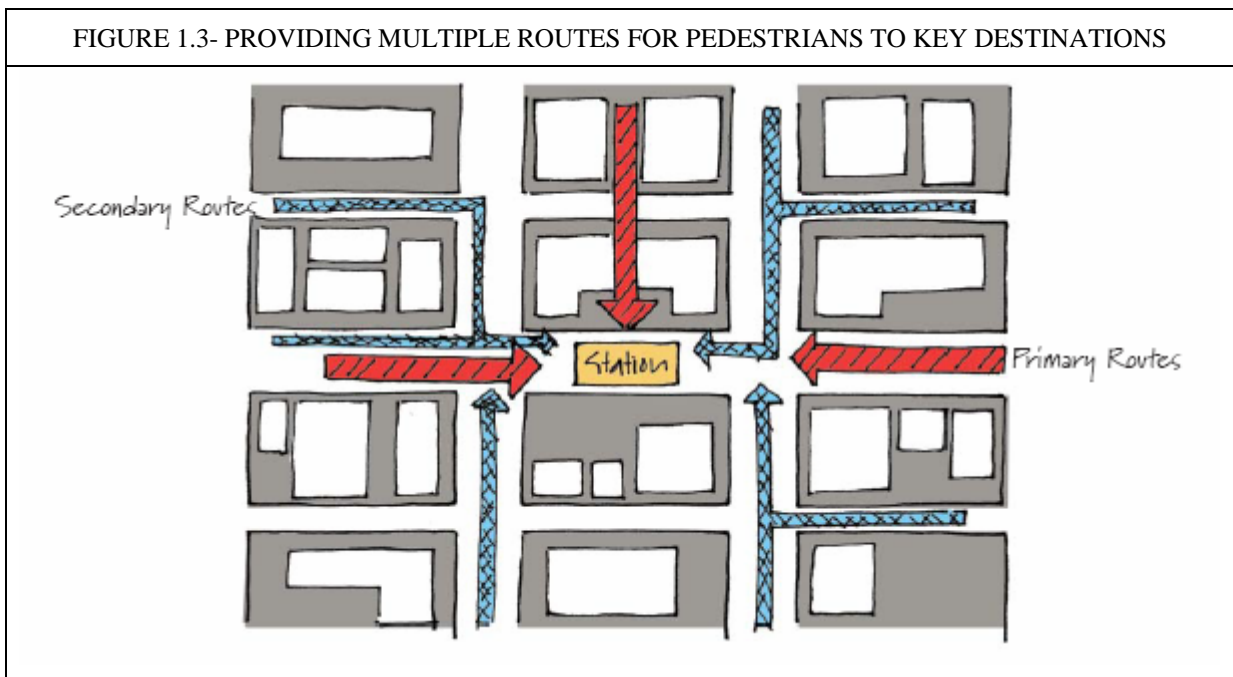 FIGURE 1.3- PROVIDING MULTIPLE ROUTES FOR PEDESTRIANS TO KEY DESTINATIONS
Secondary Routes
Station
Primary Routes